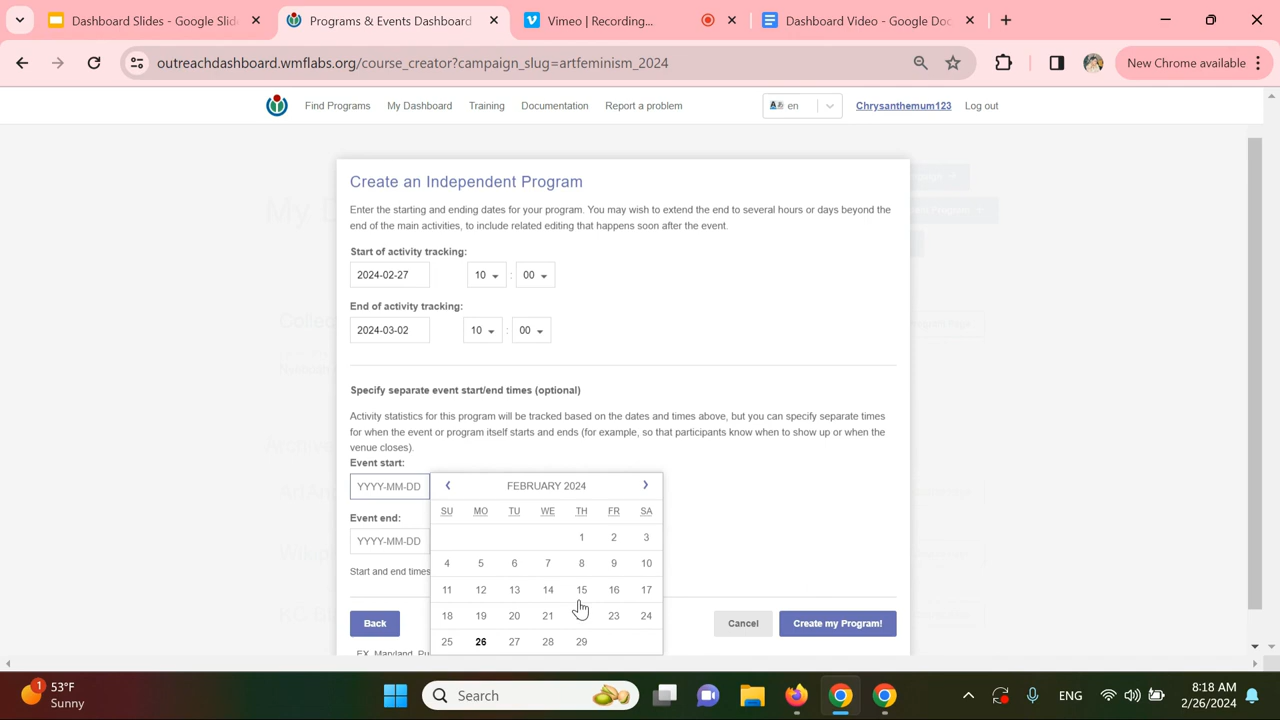 Dashboard Slides - Google Slid
Programs & Events Dashboard
Vimeo | Recording...
Dashboard Video - Google Doc
outreachdashboard.wmflabs.org/course_creator?campaign_slug=artfeminism_2024
New Chrome available
Find Programs
My Dashboard
Training
Documentation
Report a problem
en
Chrysanthemum123
Log out
Create an Independent Program
Enter the starting and ending dates for your program. You may wish to extend the end to several hours or days beyond the
end of the main activities, to include related editing that happens soon after the event.
Start of activity tracking:
2024-02-27
10
:
00
End of activity tracking:
2024-03-02
10
:
00
Specify separate event start/end times (optional)
Activity statistics for this program will be tracked based on the dates and times above, but you can specify separate times
for when the event or program itself starts and ends (for example, so that participants know when to show up or when the
venue closes).
Event start:
YYYY-MM-DD
FEBRUARY 2024
SU MO TU WE TH FR SA
1 2 3
4 5 6 7 8 9 10
11 12 13 14 15 16 17
18 19 20 21 23 24
25 26 27 28 29
Event end:
YYYY-MM-DD
Start and end times
Back
Cancel
Create my Program!
1
53°F
Sunny
Search
ENG
8:18 AM
2/26/2024